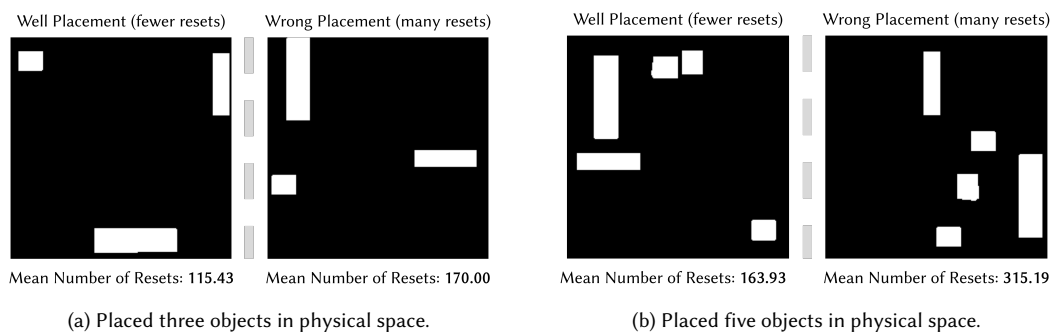 Well Placement (fewer resets)
Wrong Placement (many resets)
Mean Number of Resets: 115.43
Mean Number of Resets: 170.00
(a) Placed three objects in physical space.
Well Placement (fewer resets)
Wrong Placement (many resets)
Mean Number of Resets: 163.93
Mean Number of Resets: 315.19
(b) Placed five objects in physical space.